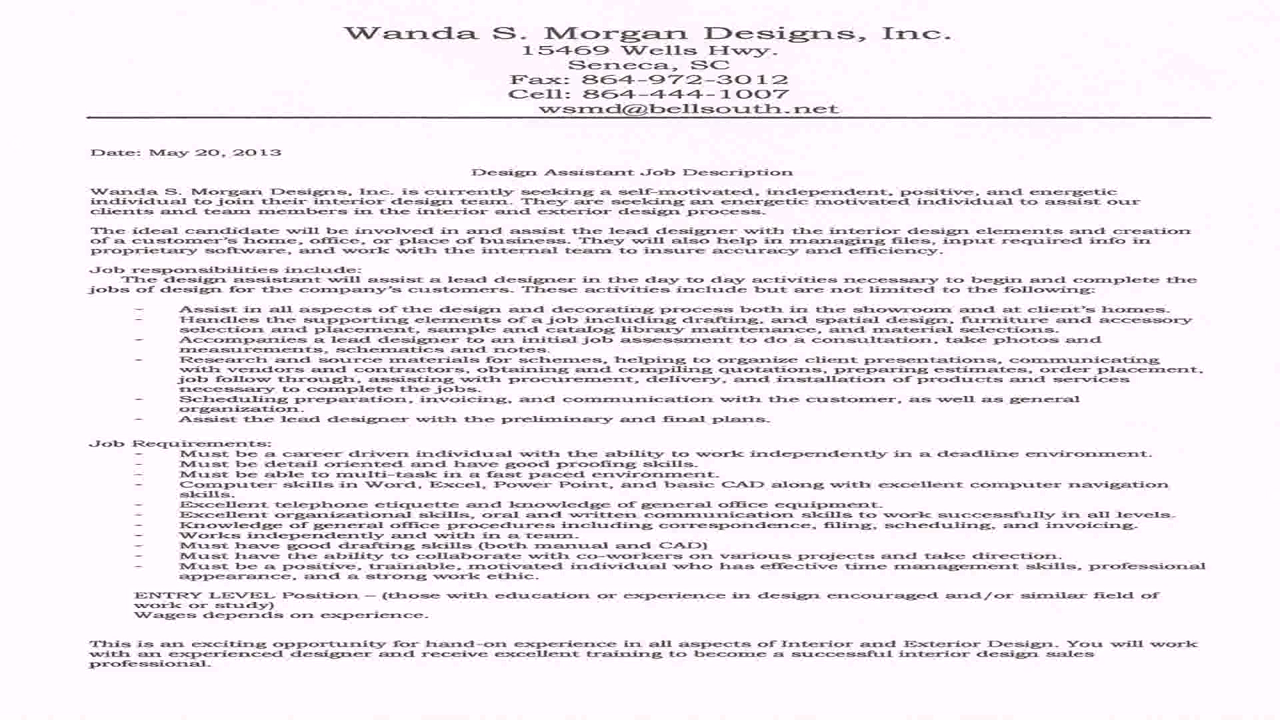 Wanda S. Morgan Designs, Inc.
15469 Wells Hwy.
Seneca, SC
Fax: 864-972-3012
Cell: 864-444-1007
wsmd@bellsouth.net
Date: May 20, 2013
Design Assistant Job Description
Wanda S. Morgan Designs, Inc. is currently seeking a self-motivated, independent, positive, and energetic
individual to join their interior design team. They are seeking an energetic motivated individual to assist our
clients and team members in the interior and exterior design process.
The ideal candidate will be involved in and assist the lead designer with the interior design elements and creation
of a customer's home, office, or place of business. They will also help in managing files, input required info in
proprietary software, and work with the internal team to insure accuracy and efficiency.
Job responsibilities include:
The design assistant will assist a lead designer in the day to day activities necessary to begin and complete the
jobs of design for the company's customers. These activities include but are not limited to the following:
- Assist in all aspects of the design and decorating process both in the showroom and at client's homes.
- Handles the supporting elements of a job including drafting, and spatial design, furniture and accessory
selection and placement, sample and catalog library maintenance, and material selections.
- Accompanies a lead designer to an initial job assessment to do a consultation, take photos and
measurements, schematics and notes.
- Research and source materials for schemes, helping to organize client presentations, communicating
with vendors and contractors, obtaining and compiling quotations, preparing estimates, order placement,
job follow through, assisting with procurement, delivery, and installation of products and services
necessary to complete the jobs.
- Scheduling preparation, invoicing, and communication with the customer, as well as general
organization.
- Assist the lead designer with the preliminary and final plans.
Job Requirements:
- Must be a career driven individual with the ability to work independently in a deadline environment.
- Must be detail oriented and have good proofing skills.
- Must be able to multi-task in a fast paced environment.
- Computer skills in Word, Excel, Power Point, and basic CAD along with excellent computer navigation
skills.
- Excellent telephone etiquette and knowledge of general office equipment.
- Excellent organizational skills, oral and written communication skills to work successfully in all levels.
- Knowledge of general office procedures including correspondence, filing, scheduling, and invoicing.
- Works independently and with in a team.
- Must have good drafting skills (both manual and CAD)
- Must have the ability to collaborate with co-workers on various projects and take direction.
- Must be a positive, trainable, motivated individual who has effective time management skills, professional
appearance, and a strong work ethic.
ENTRY LEVEL Position – (those with education or experience in design encouraged and/or similar field of
work or study)
Wages depends on experience.
This is an exciting opportunity for hand-on experience in all aspects of Interior and Exterior Design. You will work
with an experienced designer and receive excellent training to become a successful interior design sales
professional.